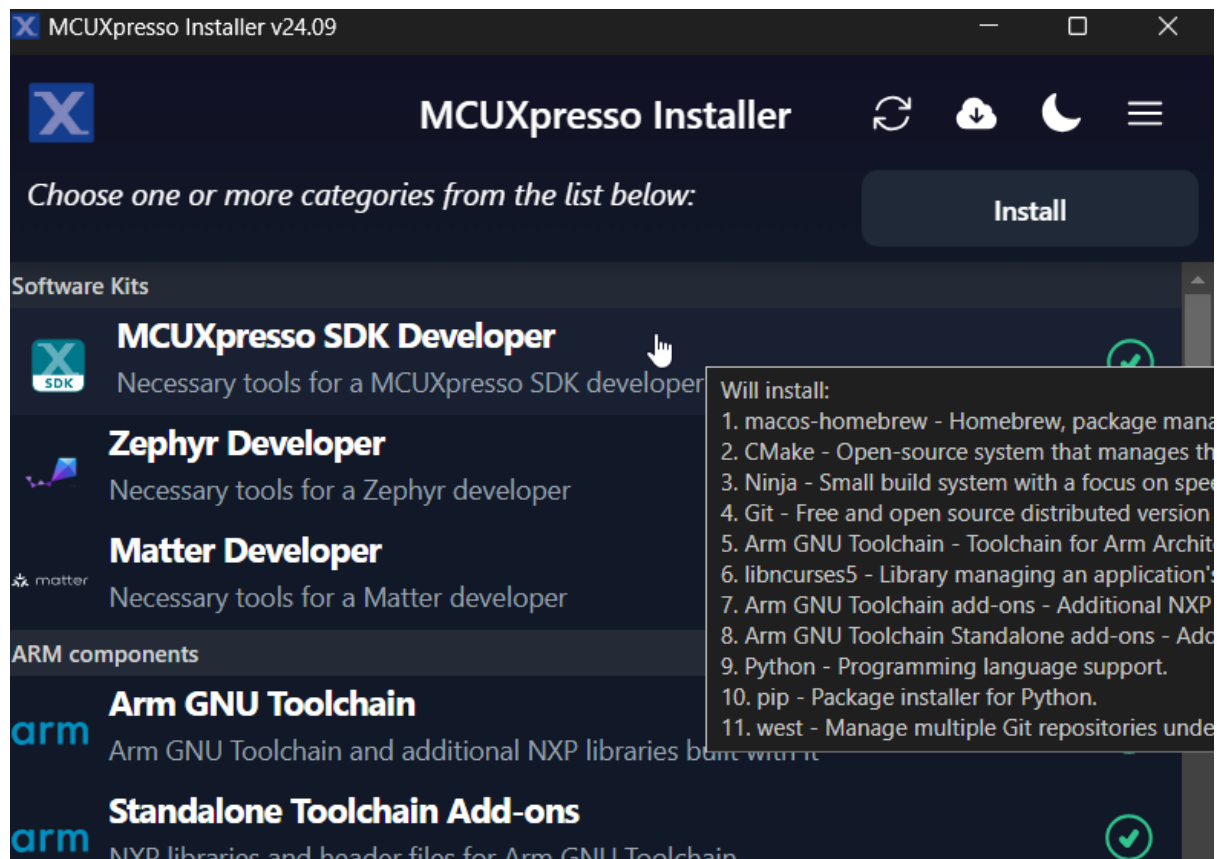 MCUXpresso Installer v24.09
MCUXpresso Installer
Choose one or more categories from the list below:
Install
Software Kits
SDK
MCUXpresso SDK Developer
Necessary tools for a MCUXpresso SDK developer
Will install:
1. macos-homebrew - Homebrew, package mana
2. CMake - Open-source system that manages th
3. Ninja - Small build system with a focus on spee
4. Git - Free and open source distributed version
5. Arm GNU Toolchain - Toolchain for Arm Archit
6. libncurses5 - Library managing an application's
7. Arm GNU Toolchain add-ons - Additional NXP
8. Arm GNU Toolchain Standalone add-ons - Add
9. Python - Programming language support.
10. pip - Package installer for Python.
11. west - Manage multiple Git repositories unde
Zephyr Developer
Necessary tools for a Zephyr developer
matter
Matter Developer
Necessary tools for a Matter developer
ARM components
arm
Arm GNU Toolchain
Arm GNU Toolchain and additional NXP libraries built with it
arm
Standalone Toolchain Add-ons
NXP libraries and header files for Arm GNU Toolchain